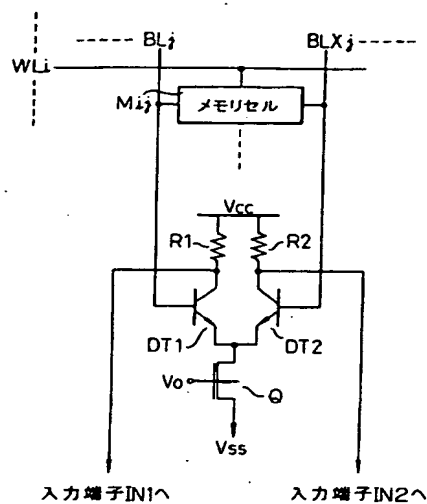 BLj BLXj
WLi
Mij メモリセル
Vcc
R1 R2
DT1 DT2
Vo Q
Vss
入力端子IN1へ 入力端子IN2へ